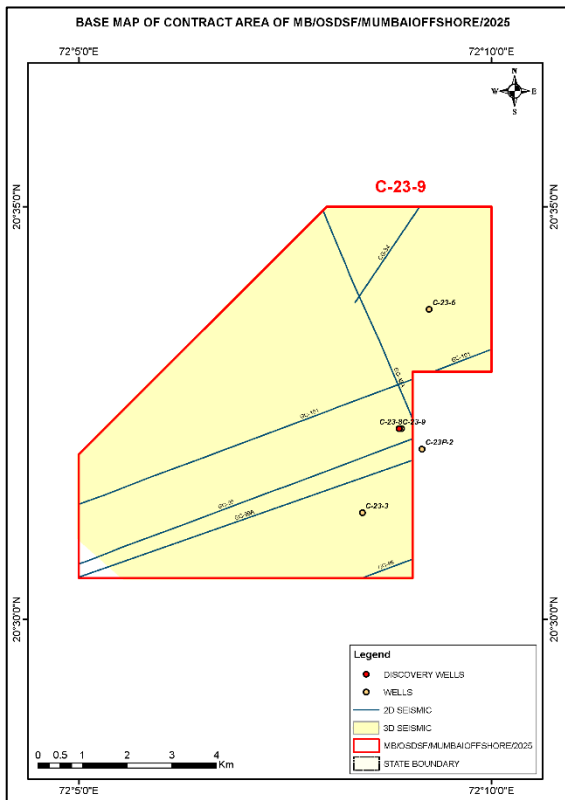 BASE MAP OF CONTRACT AREA OF MB/OSDSF/MUMBAIOFFSHORE/2025
72°5'0"E 72°10'0"E
N
W E
S
C-23-9
20°35'0"N 20°35'0"N
C-23-6
C-23-8 C-23-9
C-23P-2
C-23-3
20°30'0"N 20°30'0"N
Legend
DISCOVERY WELLS
WELLS
2D SEISMIC
3D SEISMIC
MB/OSDSF/MUMBAIOFFSHORE/2025
STATE BOUNDARY
0 0.5 1 2 3 4
Km
72°5'0"E 72°10'0"E